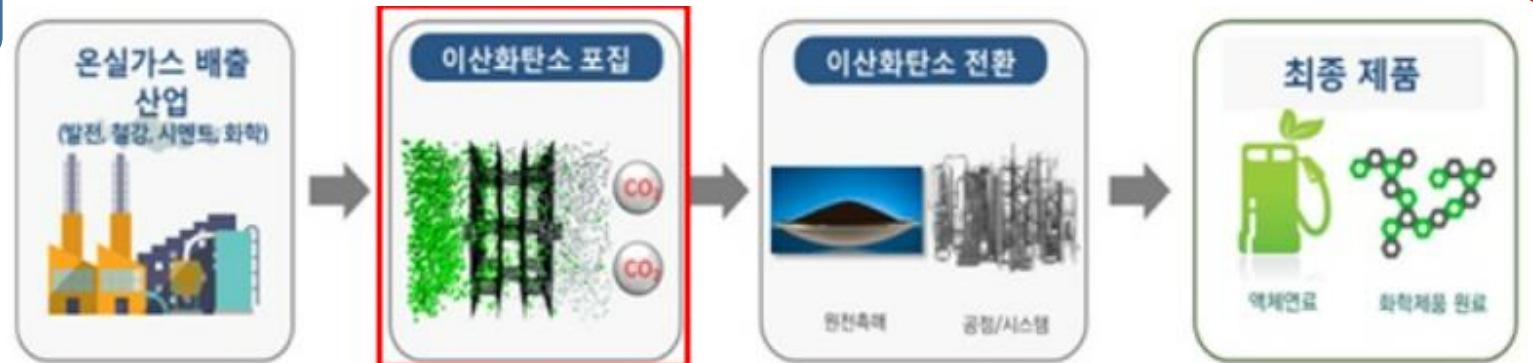 온실가스 배출
산업
(발전, 철강, 시멘트, 화학)
이산화탄소 포집
CO₂
CO₂
이산화탄소 전환
원전촉매
공정/시스템
최종 제품
액체연료
화학제품 원료